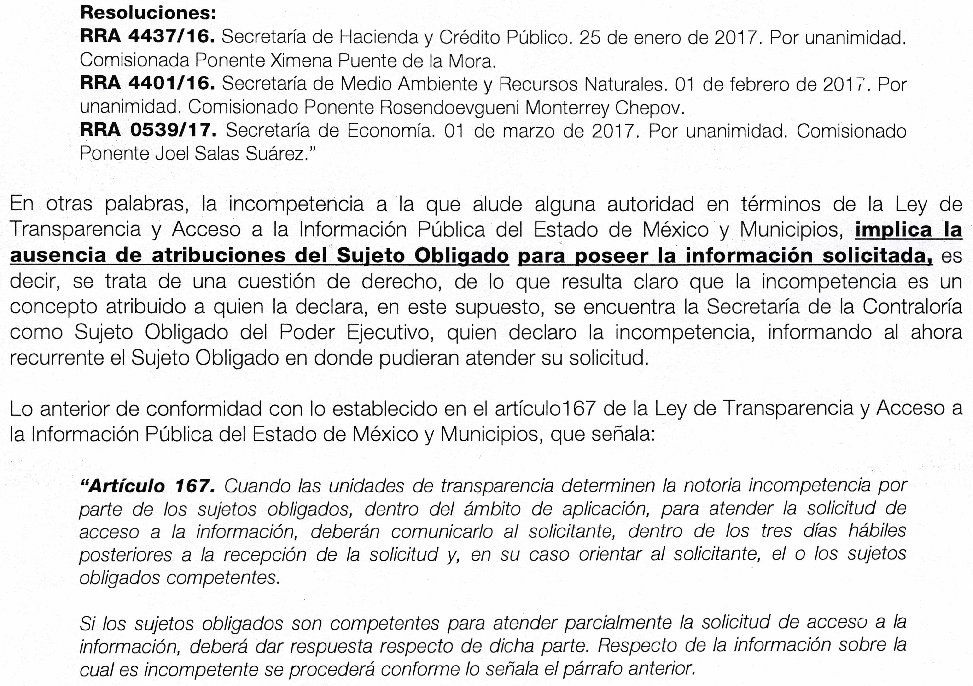 Resoluciones:
RRA 4437/16. Secretaría de Hacienda y Crédito Público. 25 de enero de 2017. Por unanimidad.
Comisionada Ponente Ximena Puente de la Mora.
RRA 4401/16. Secretaría de Medio Ambiente y Recursos Naturales. 01 de febrero de 2017. Por
unanimidad. Comisionado Ponente Rosendoevgueni Monterrey Chepov.
RRA 0539/17. Secretaría de Economía. 01 de marzo de 2017. Por unanimidad. Comisionado
Ponente Joel Salas Suárez.”
En otras palabras, la incompetencia a la que alude alguna autoridad en términos de la Ley de
Transparencia y Acceso a la Información Pública del Estado de México y Municipios, implica la
ausencia de atribuciones del Sujeto Obligado para poseer la información solicitada, es
decir, se trata de una cuestión de derecho, de lo que resulta claro que la incompetencia es un
concepto atribuido a quien la declara, en este supuesto, se encuentra la Secretaría de la Contraloría
como Sujeto Obligado del Poder Ejecutivo, quien declaro la incompetencia, informando al ahora
recurrente el Sujeto Obligado en donde pudieran atender su solicitud.
Lo anterior de conformidad con lo establecido en el artículo167 de la Ley de Transparencia y Acceso a
la Información Pública del Estado de México y Municipios, que señala:
“Artículo 167. Cuando las unidades de transparencia determinen la notoria incompetencia por
parte de los sujetos obligados, dentro del ámbito de aplicación, para atender la solicitud de
acceso a la información, deberán comunicarlo al solicitante, dentro de los tres días hábiles
posteriores a la recepción de la solicitud y, en su caso orientar al solicitante, el o los sujetos
obligados competentes.
Si los sujetos obligados son competentes para atender parcialmente la solicitud de acceso a la
información, deberá dar respuesta respecto de dicha parte. Respecto de la información sobre la
cual es incompetente se procederá conforme lo señala el párrafo anterior.